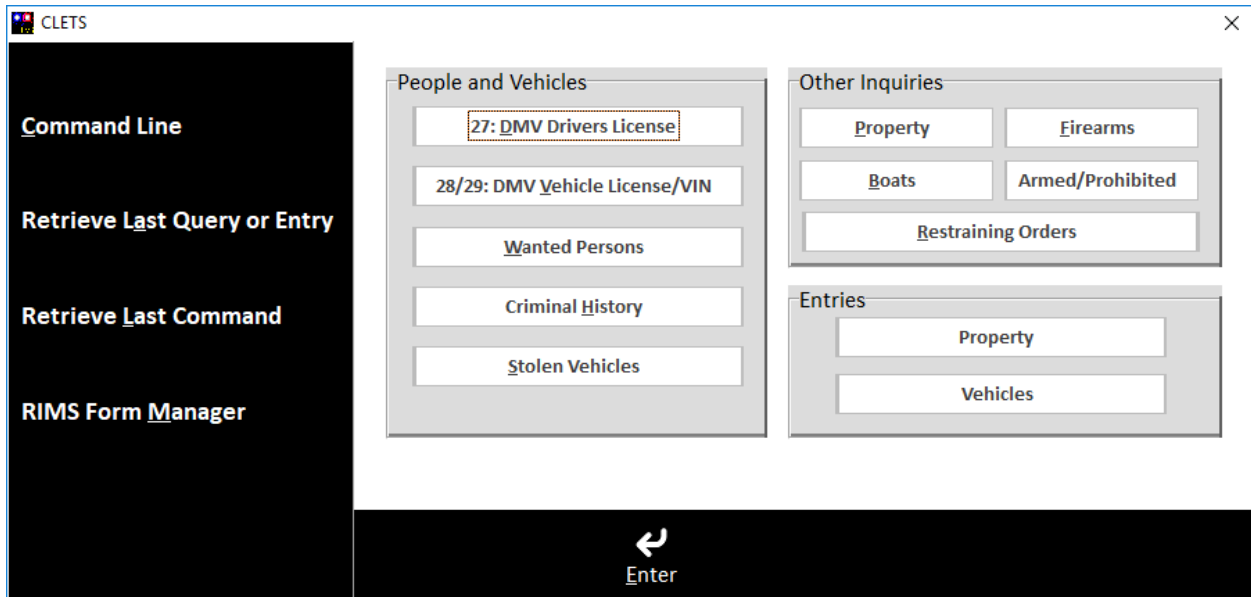 CLETS
Command Line
Retrieve Last Query or Entry
Retrieve Last Command
RIMS Form Manager
People and Vehicles
27: DMV Drivers License
28/29: DMV Vehicle License/VIN
Wanted Persons
Criminal History
Stolen Vehicles
Other Inquiries
Property
Firearms
Boats
Armed/Prohibited
Restraining Orders
Entries
Property
Vehicles
Enter